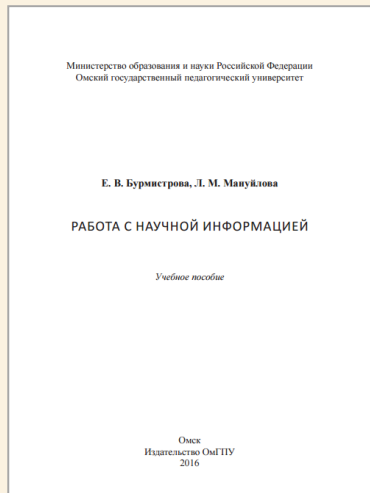 Министерство образования и науки Российской Федерации
Омский государственный педагогический университет
Е. В. Бурмистрова, Л. М. Мануйлова
РАБОТА С НАУЧНОЙ ИНФОРМАЦИЕЙ
Учебное пособие
Омск
Издательство ОмГПУ
2016